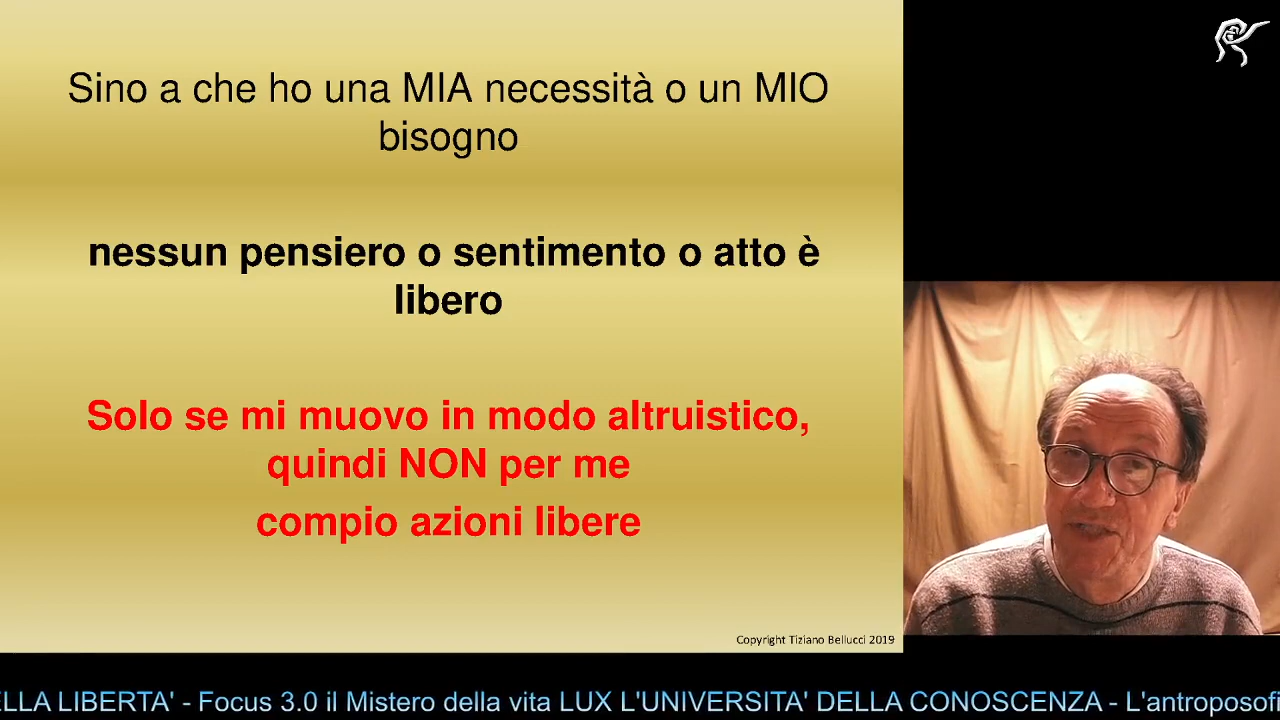 Sino a che ho una MIA necessità o un MIO
bisogno
nessun pensiero o sentimento o atto è
libero
Solo se mi muovo in modo altruistico,
quindi NON per me
compio azioni libere
Copyright Tiziano Bellucci 2019
ELLA LIBERTA' - Focus 3.0 il Mistero della vita LUX L'UNIVERSITA' DELLA CONOSCENZA - L'antroposofi